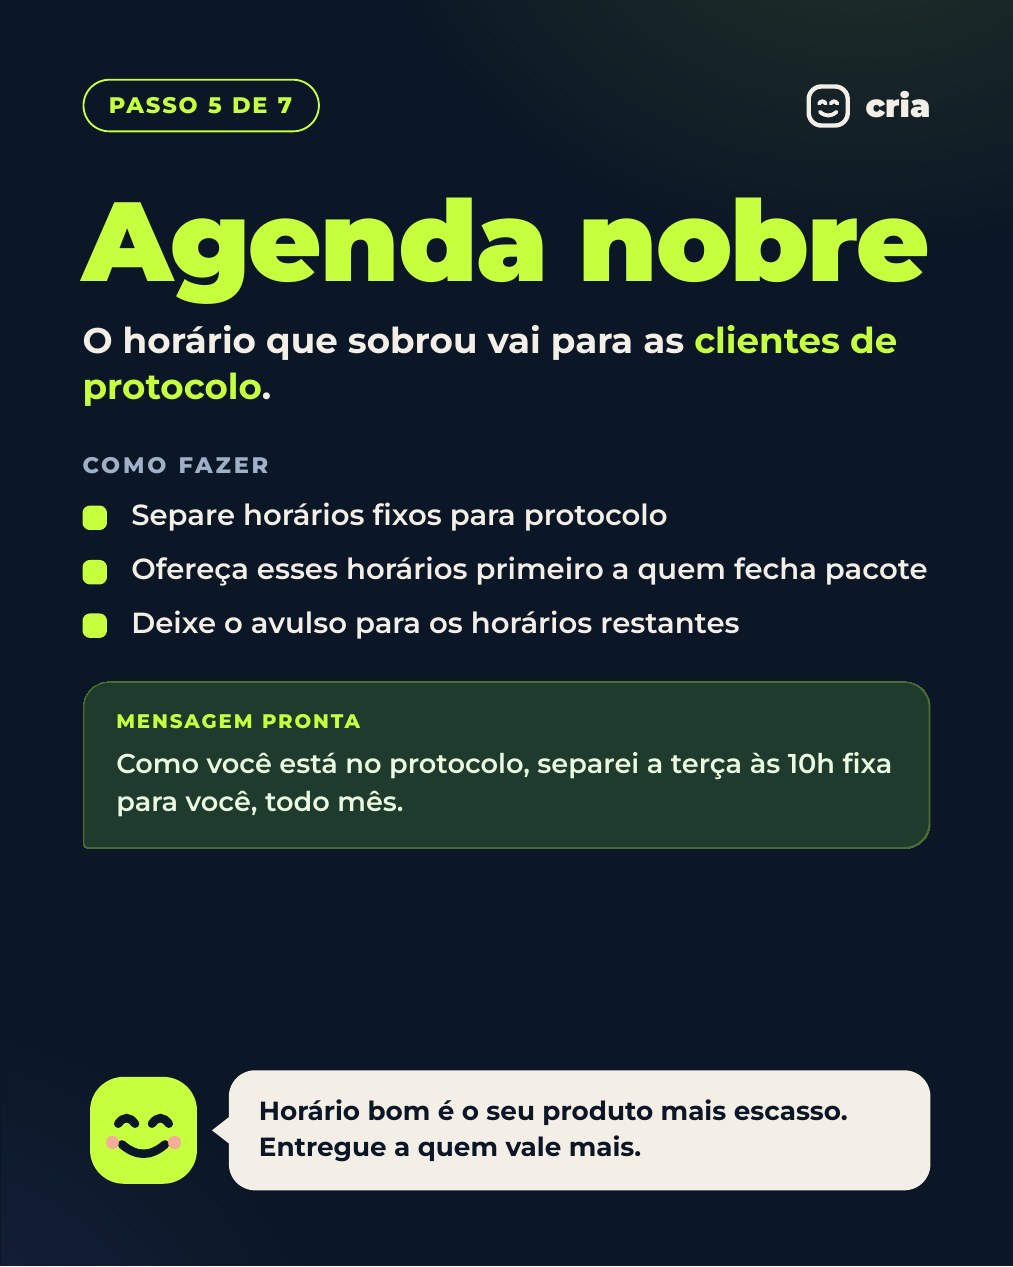 PASSO 5 DE 7
cria
Agenda nobre
O horário que sobrou vai para as clientes de
protocolo.
COMO FAZER
Separe horários fixos para protocolo
Ofereça esses horários primeiro a quem fecha pacote
Deixe o avulso para os horários restantes
MENSAGEM PRONTA
Como você está no protocolo, separei a terça às 10h fixa
para você, todo mês.
Horário bom é o seu produto mais escasso.
Entregue a quem vale mais.